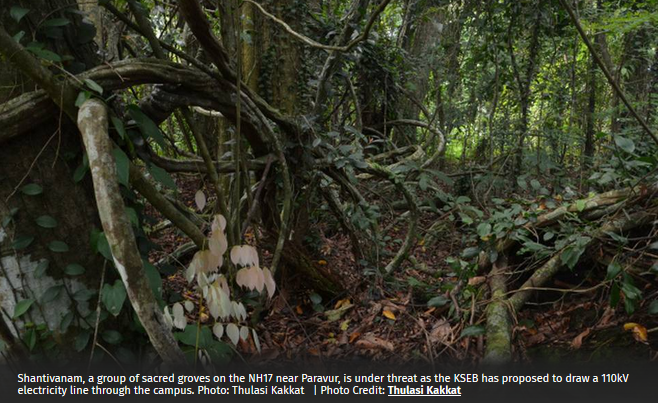 Shantivanam, a group of sacred groves on the NH17 near Paravur, is under threat as the KSEB has proposed to draw a 110kV
electricity line through the campus. Photo: Thulasi Kakkat | Photo Credit: Thulasi Kakkat